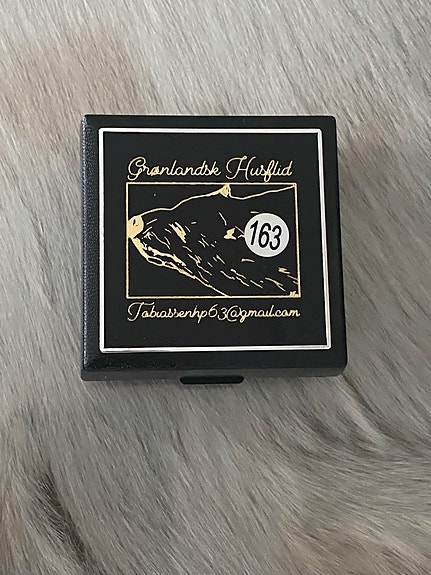 Grønlandsk Husflid
163
Tobiassenhp63@gmail.com